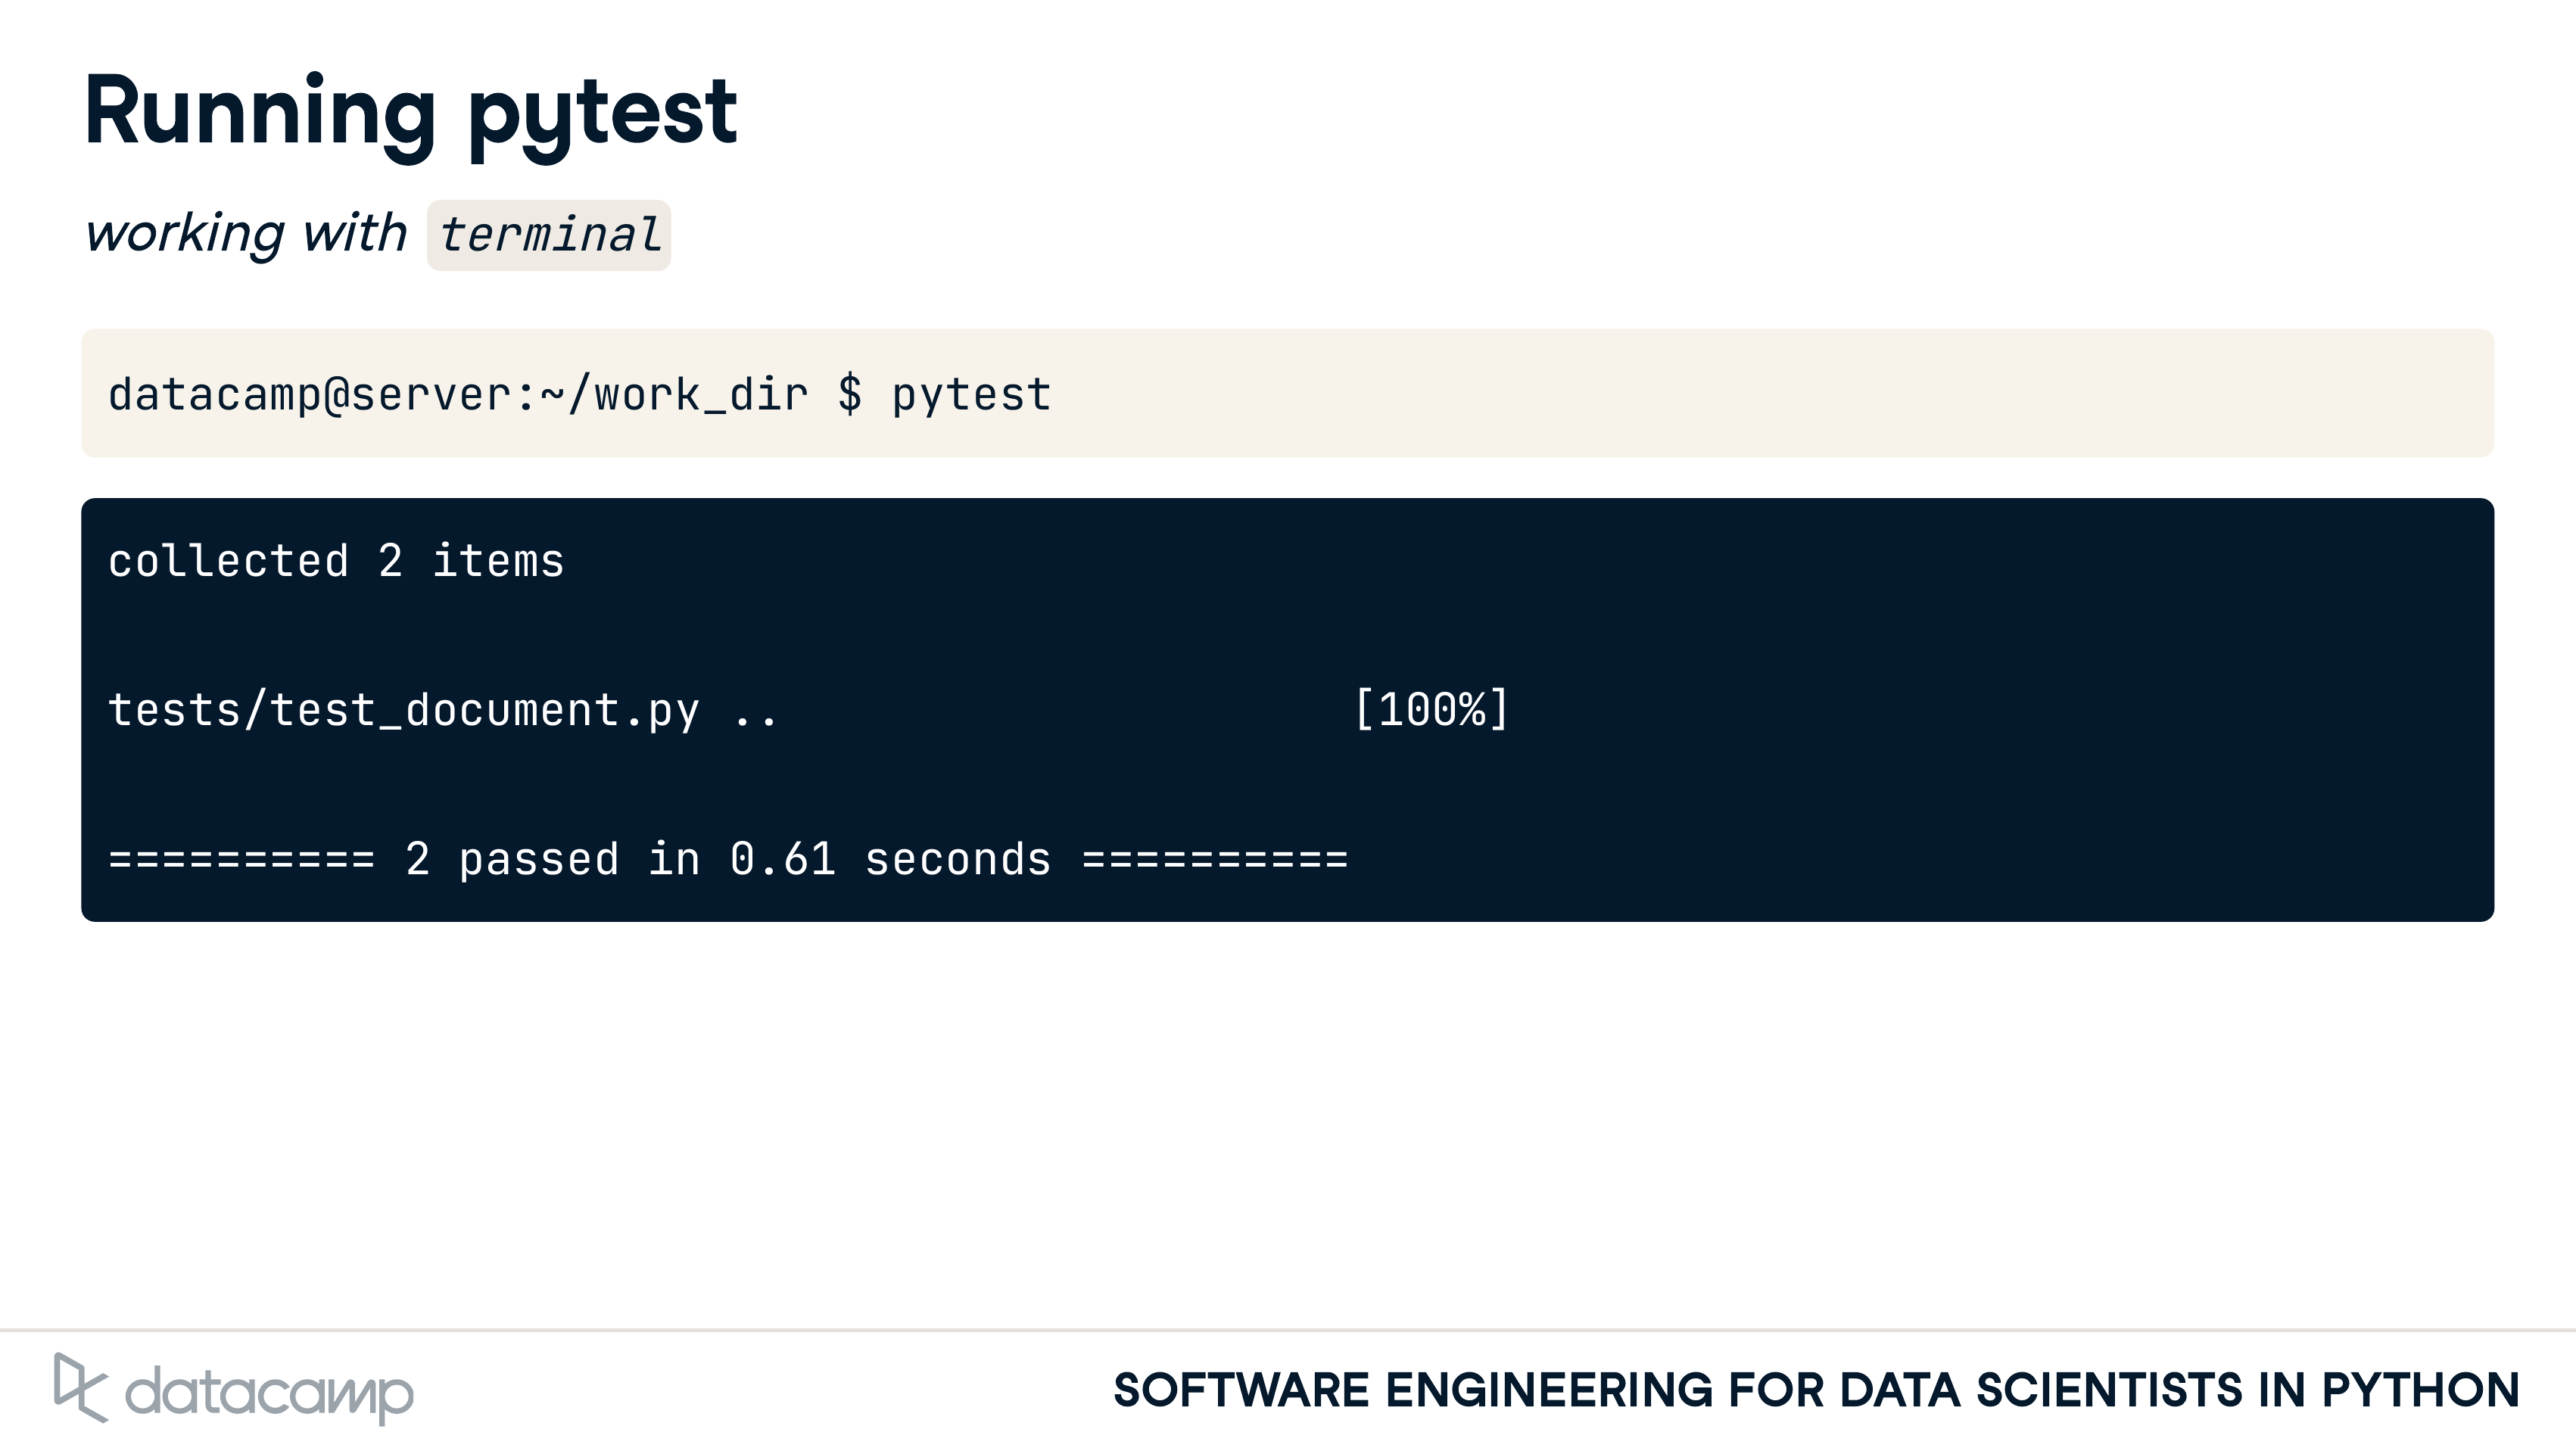 Running pytest
working with terminal
datacamp@server:~/work_dir $ pytest
collected 2 items
tests/test_document.py .. [100%]
========== 2 passed in 0.61 seconds ==========
datacamp
SOFTWARE ENGINEERING FOR DATA SCIENTISTS IN PYTHON